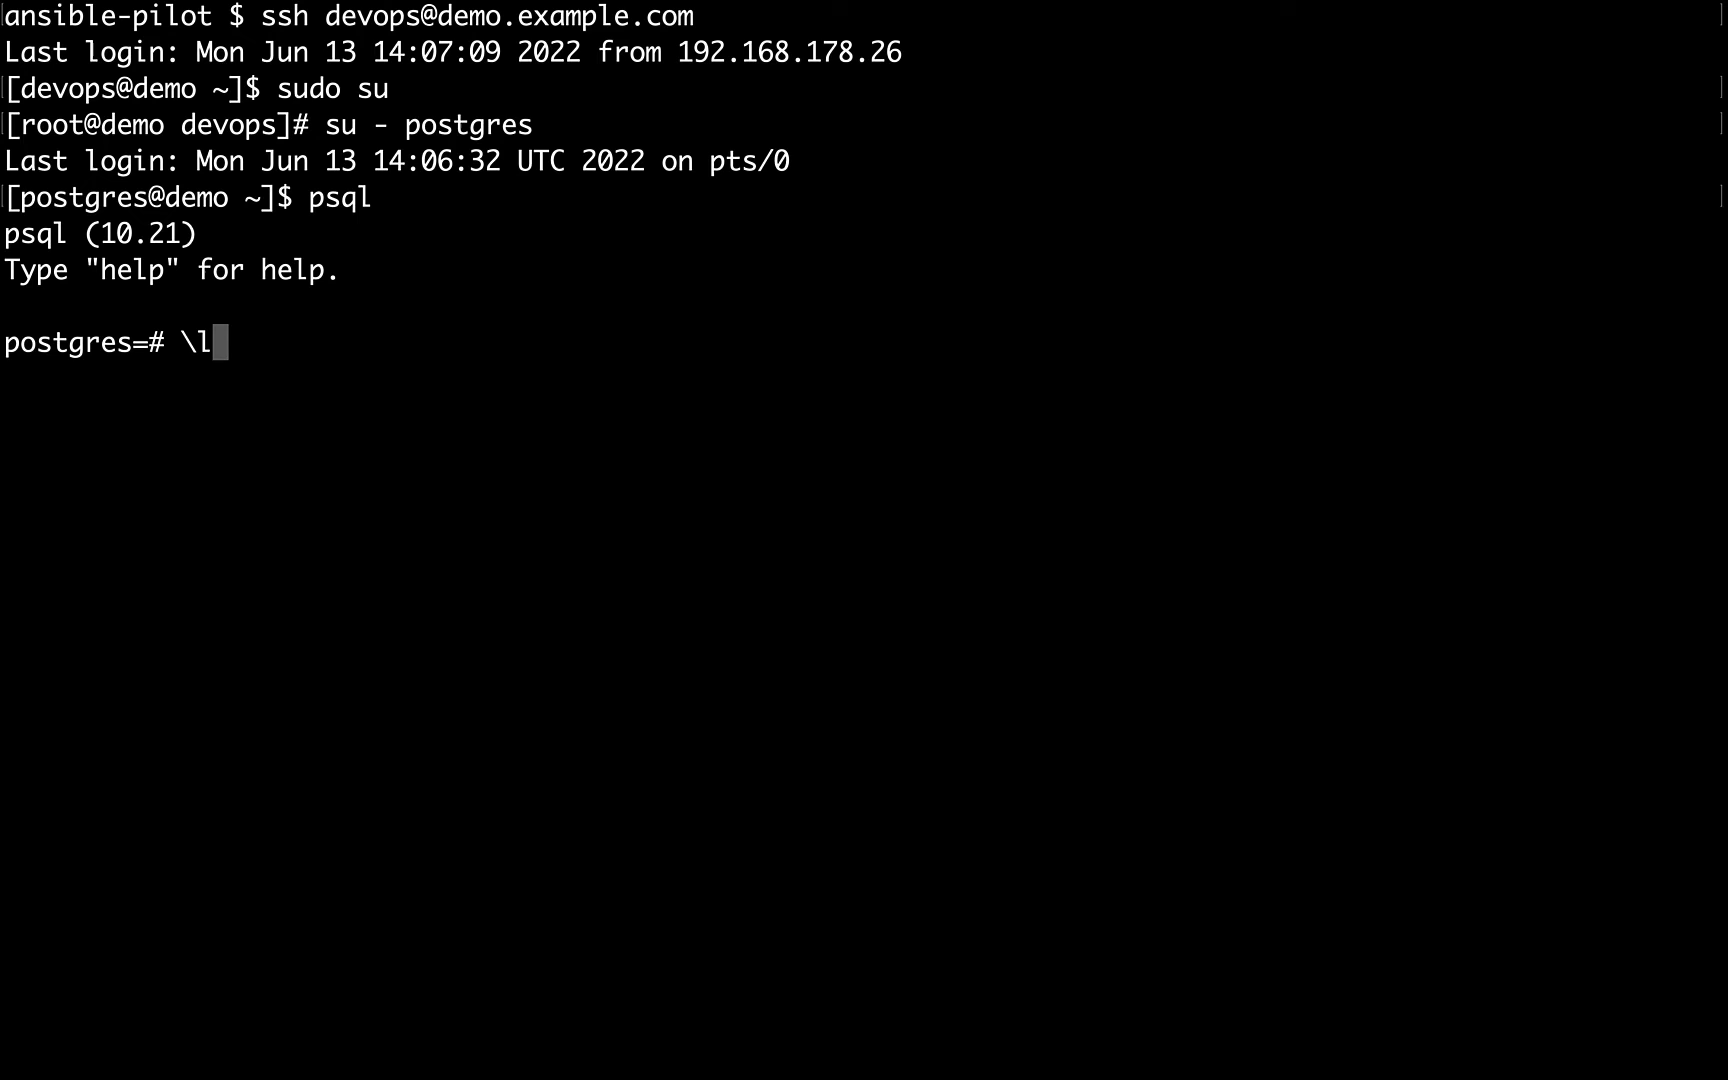 ansible-pilot $ ssh devops@demo.example.com
Last login: Mon Jun 13 14:07:09 2022 from 192.168.178.26
[devops@demo ~]$ sudo su
[root@demo devops]# su - postgres
Last login: Mon Jun 13 14:06:32 UTC 2022 on pts/0
[postgres@demo ~]$ psql
psql (10.21)
Type "help" for help.
postgres=# \l